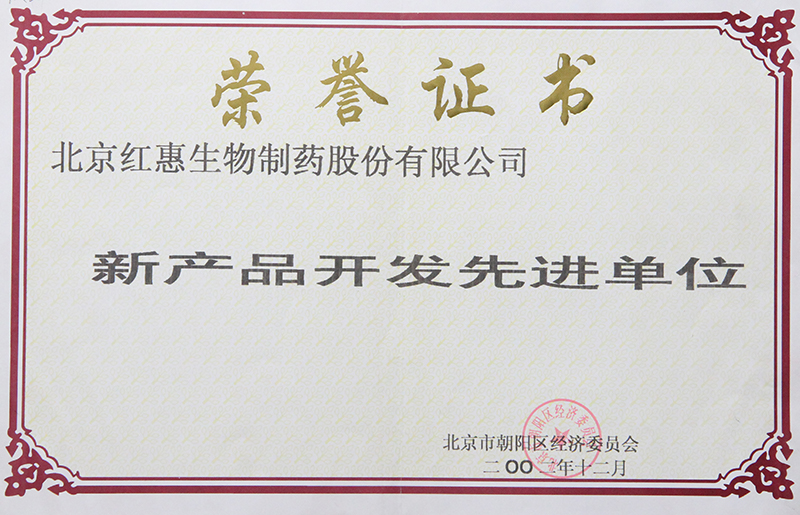 荣誉证书
北京红惠生物制药股份有限公司
新产品开发先进单位
北京市朝阳区经济委员会
二〇〇 年十二月